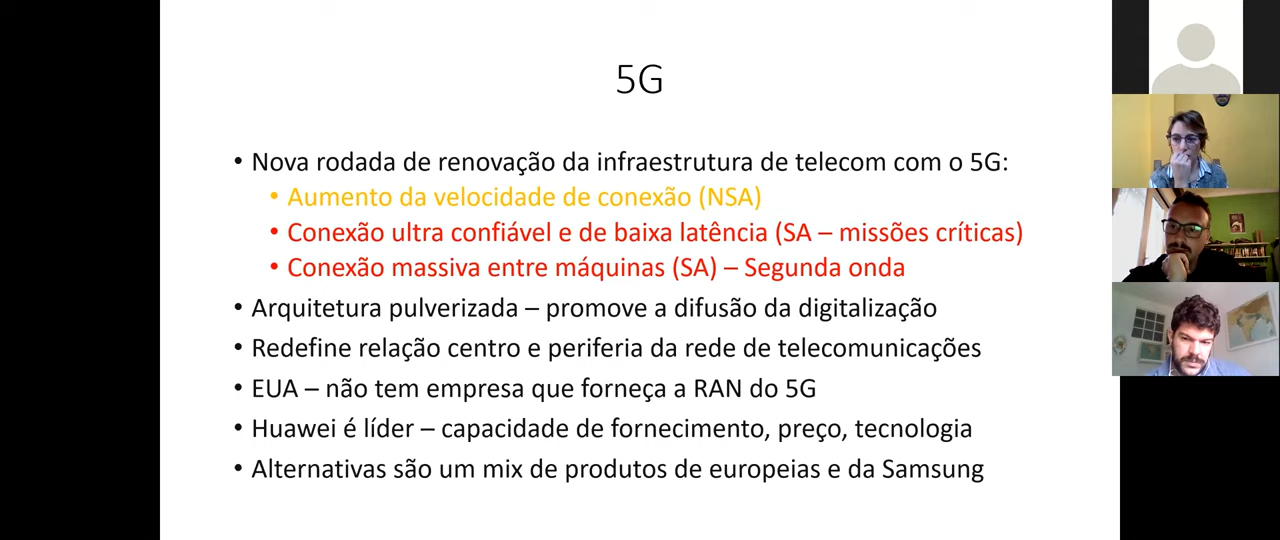 5G
• Nova rodada de renovação da infraestrutura de telecom com o 5G:
• Aumento da velocidade de conexão (NSA)
• Conexão ultra confiável e de baixa latência (SA – missões críticas)
• Conexão massiva entre máquinas (SA) – Segunda onda
• Arquitetura pulverizada – promove a difusão da digitalização
• Redefine relação centro e periferia da rede de telecomunicações
• EUA – não tem empresa que forneça a RAN do 5G
• Huawei é líder – capacidade de fornecimento, preço, tecnologia
• Alternativas são um mix de produtos de europeias e da Samsung